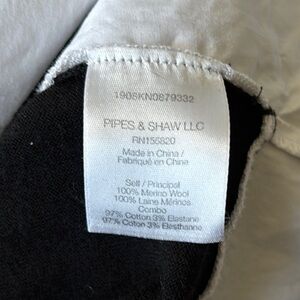 1908KN0879332
PIPES & SHAW LLC
RN155820
Made in China /
Fabriqué en Chine
Self / Principal
100% Merino Wool
100% Laine Mérinos
Combo
97% Cotton 3% Elastane
97% Cotton 3% Elasthanne